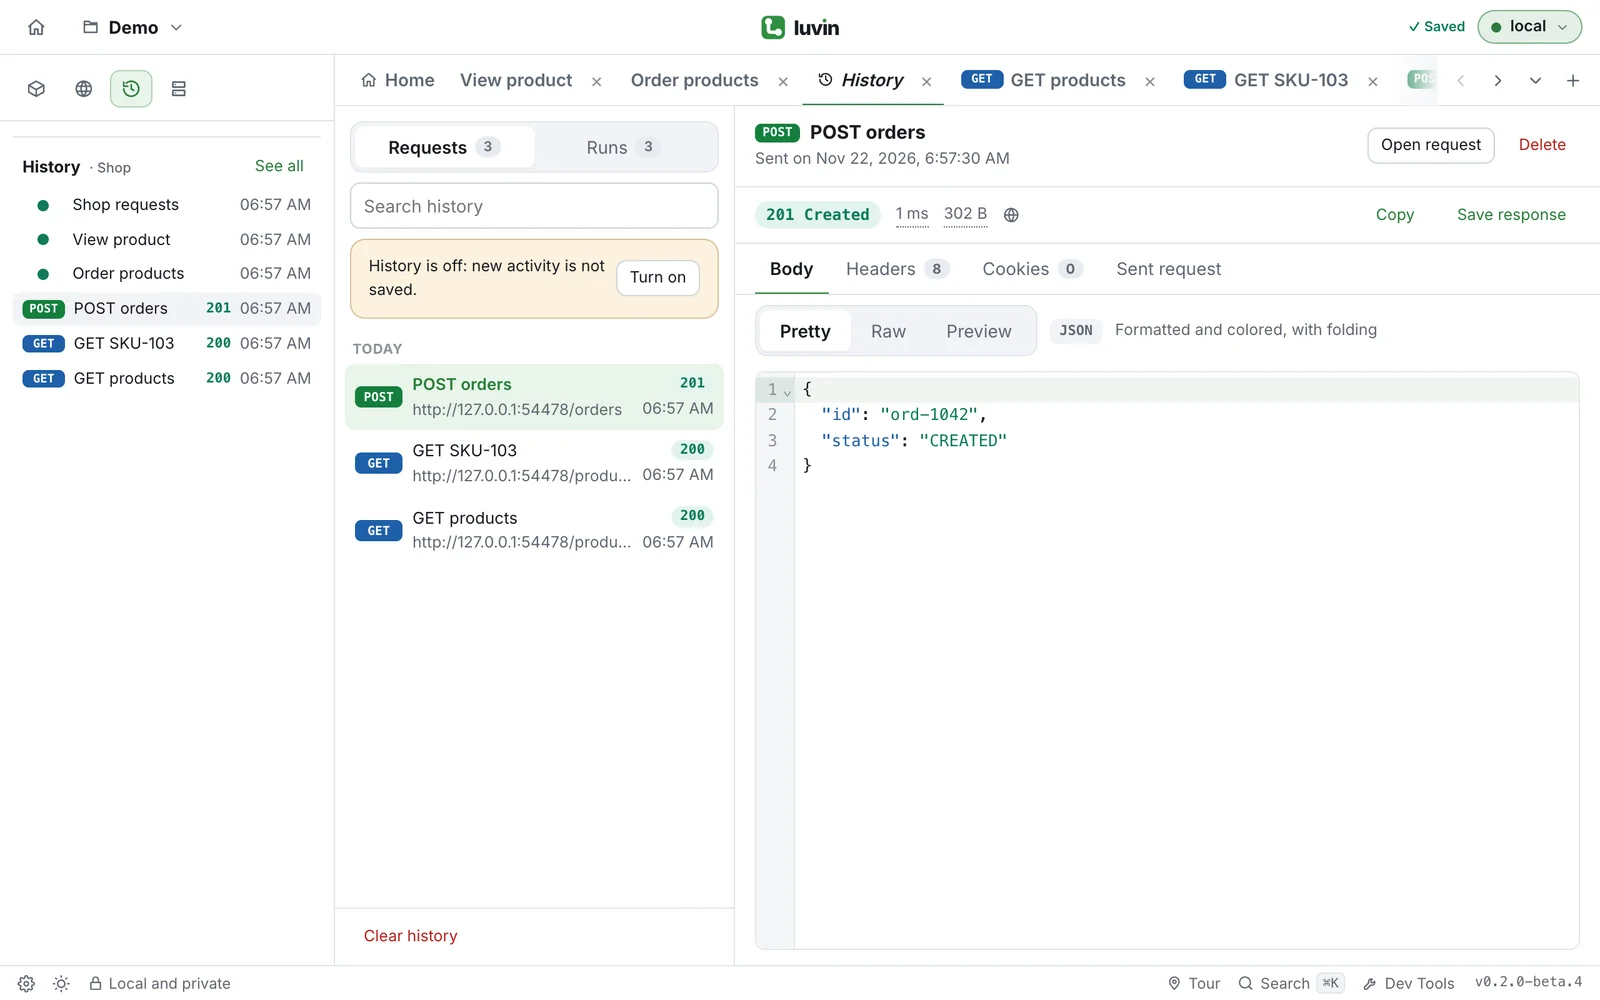 Demo
luvin
Saved
local
Home
View product
Order products
History
GET GET products
GET GET SKU-103
POS
History · Shop
See all
Shop requests 06:57 AM
View product 06:57 AM
Order products 06:57 AM
POST POST orders 201 06:57 AM
GET GET SKU-103 200 06:57 AM
GET GET products 200 06:57 AM
Requests 3
Runs 3
Search history
History is off: new activity is not
saved.
Turn on
TODAY
POST POST orders 201
http://127.0.0.1:54478/orders 06:57 AM
GET GET SKU-103 200
http://127.0.0.1:54478/produ... 06:57 AM
GET GET products 200
http://127.0.0.1:54478/produ... 06:57 AM
Clear history
POST POST orders
Sent on Nov 22, 2026, 6:57:30 AM
Open request
Delete
201 Created 1 ms 302 B
Copy
Save response
Body
Headers 8
Cookies 0
Sent request
Pretty
Raw
Preview
JSON
Formatted and colored, with folding
1 {
2 "id": "ord-1042",
3 "status": "CREATED"
4 }
Local and private
Tour
Search ⌘K
Dev Tools
v0.2.0-beta.4